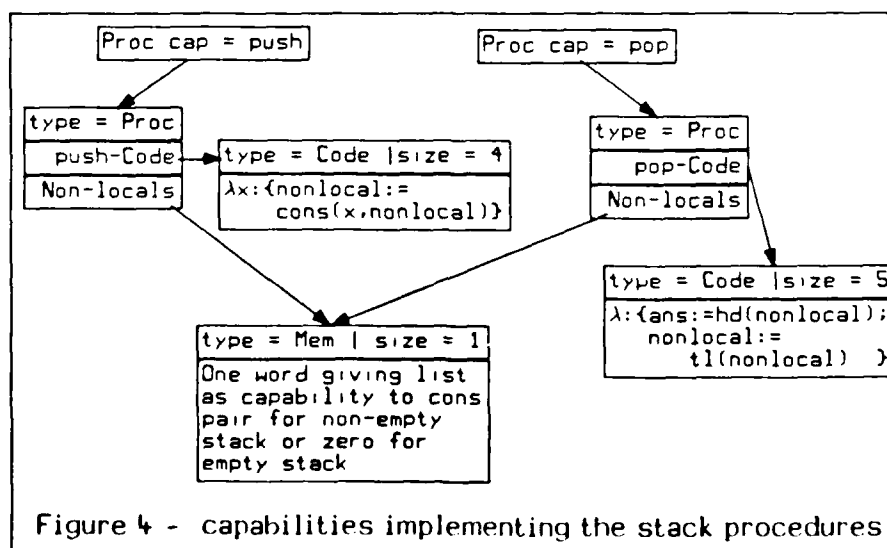 Proc cap = push
Proc cap = pop
type = Proc
push-Code
Non-locals
type = Code |size = 4
λx:{nonlocal:=
cons(x,nonlocal)}
type = Proc
pop-Code
Non-locals
type = Code |size = 5
λ:{ans:=hd(nonlocal);
nonlocal:=
tl(nonlocal) }
type = Mem | size = 1
One word giving list
as capability to cons
pair for non-empty
stack or zero for
empty stack
Figure 4 - capabilities implementing the stack procedures